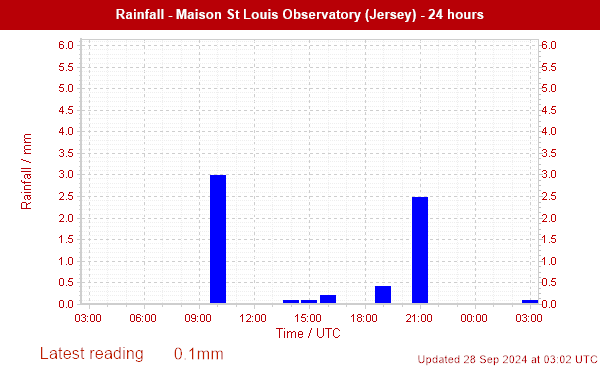 Rainfall - Maison St Louis Observatory (Jersey) - 24 hours
6.0 6.0
5.5 5.5
5.0 5.0
4.5 4.5
4.0 4.0
3.5 3.5
3.0 3.0
2.5 2.5
2.0 2.0
1.5 1.5
1.0 1.0
0.5 0.5
0.0 0.0
Rainfall / mm
03:00 06:00 09:00 12:00 15:00 18:00 21:00 00:00 03:00
Time / UTC
Latest reading 0.1mm
Updated 28 Sep 2024 at 03:02 UTC